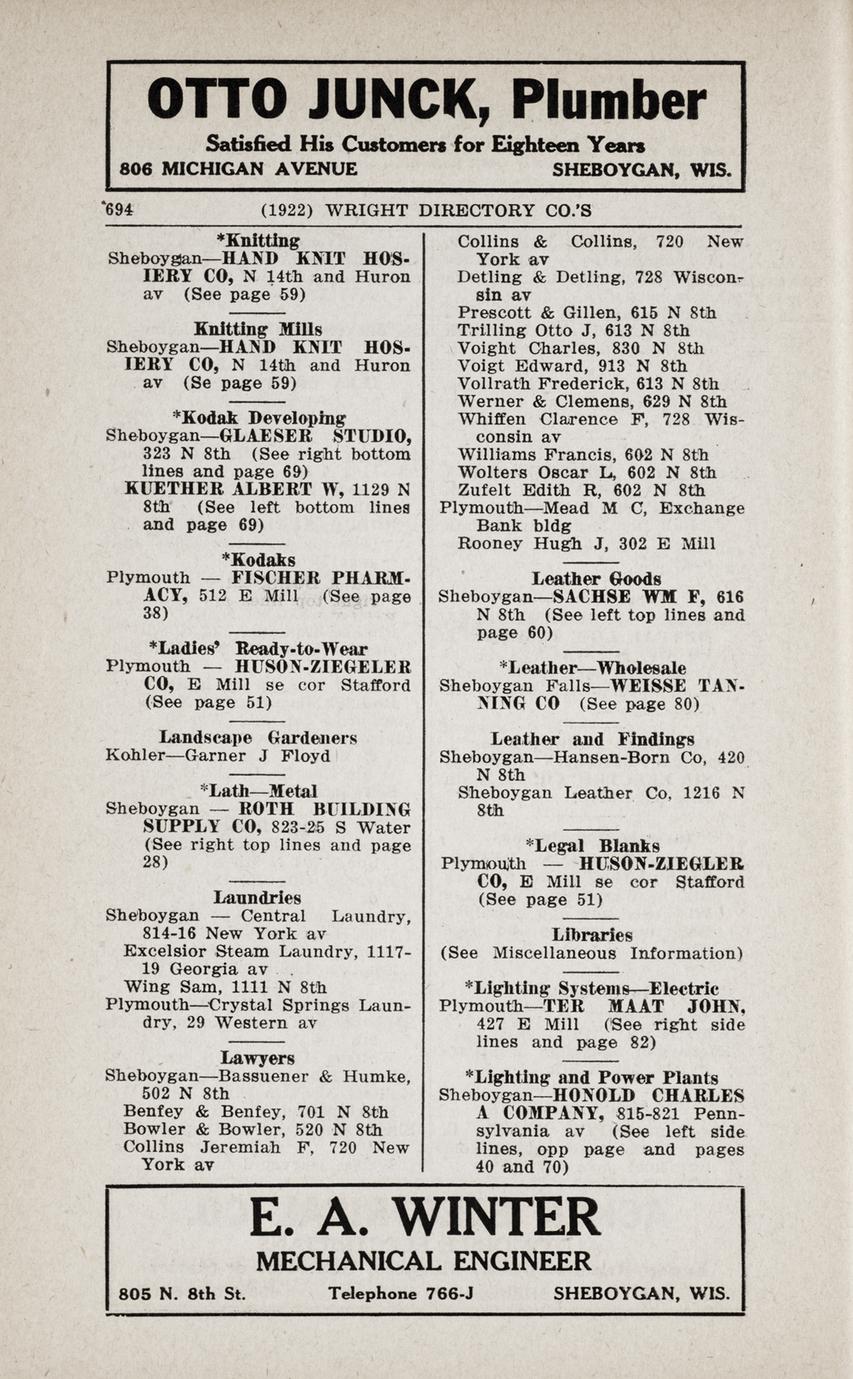 OTTO JUNCK, Plumber
Satisfied His Customers for Eighteen Years
806 MICHIGAN AVENUE SHEBOYGAN, WIS.
694 (1922) WRIGHT DIRECTORY CO.'S
*Knitting
Sheboygan—HAND KNIT HOS-
IERY CO, N 14th and Huron
av (See page 59)
Knitting Mills
Sheboygan—HAND KNIT HOS-
IERY CO, N 14th and Huron
av (Se page 59)
*Kodak Developing
Sheboygan—GLAESER STUDIO,
323 N 8th (See right bottom
lines and page 69)
KUETHER ALBERT W, 1129 N
8th (See left bottom lines
and page 69)
*Kodaks
Plymouth — FISCHER PHARM-
ACY, 512 E Mill (See page
38)
*Ladies' Ready-to-Wear
Plymouth — HUSON-ZIEGELER
CO, E Mill se cor Stafford
(See page 51)
Landscape Gardeners
Kohler—Garner J Floyd
*Lath—Metal
Sheboygan — ROTH BUILDING
SUPPLY CO, 823-25 S Water
(See right top lines and page
28)
Laundries
Sheboygan — Central Laundry,
814-16 New York av
Excelsior Steam Laundry, 1117-
19 Georgia av
Wing Sam, 1111 N 8th
Plymouth—Crystal Springs Laun-
dry, 29 Western av
Lawyers
Sheboygan—Bassuener & Humke,
502 N 8th
Benfey & Benfey, 701 N 8th
Bowler & Bowler, 520 N 8th
Collins Jeremiah F, 720 New
York av
Collins & Collins, 720 New
York av
Detling & Detling, 728 Wiscon-
sin av
Prescott & Gillen, 615 N 8th
Trilling Otto J, 613 N 8th
Voight Charles, 830 N 8th
Voigt Edward, 913 N 8th
Vollrath Frederick, 613 N 8th
Werner & Clemens, 629 N 8th
Whiffen Clarence F, 728 Wis-
consin av
Williams Francis, 602 N 8th
Wolters Oscar L, 602 N 8th
Zufelt Edith R, 602 N 8th
Plymouth—Mead M C, Exchange
Bank bldg
Rooney Hugh J, 302 E Mill
Leather Goods
Sheboygan—SACHSE WM F, 616
N 8th (See left top lines and
page 60)
*Leather—Wholesale
Sheboygan Falls—WEISSE TAN-
NING CO (See page 80)
Leather and Findings
Sheboygan—Hansen-Born Co, 420
N 8th
Sheboygan Leather Co, 1216 N
8th
*Legal Blanks
Plymouth — HUSON-ZIEGLER
CO, E Mill se cor Stafford
(See page 51)
Libraries
(See Miscellaneous Information)
*Lighting Systems—Electric
Plymouth—TER MAAT JOHN,
427 E Mill (See right side
lines and page 82)
*Lighting and Power Plants
Sheboygan—HONOLD CHARLES
A COMPANY, 815-821 Penn-
sylvania av (See left side
lines, opp page and pages
40 and 70)
E. A. WINTER
MECHANICAL ENGINEER
805 N. 8th St. Telephone 766-J SHEBOYGAN, WIS.